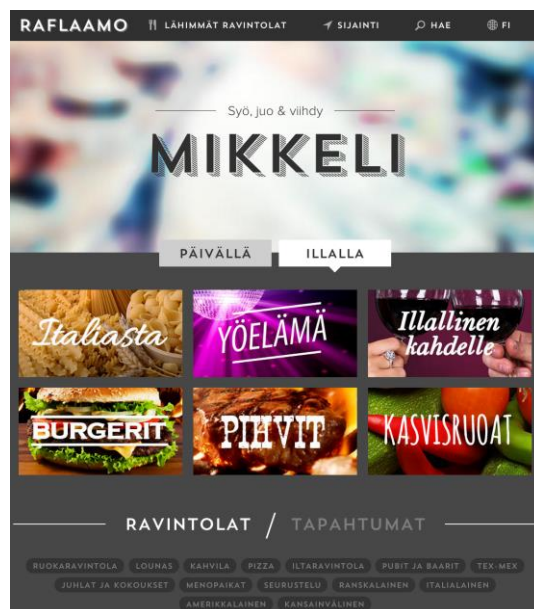 RAFLAAMO LÄHIMMÄT RAVINTOLAT SIJAINTI HAE FI
Syö, juo & viihdy
MIKKELI
PÄIVÄLLÄ ILLALLA
Italiasta
YÖELÄMÄ
Illallinen
kahdelle
BURGERIT
PIHVIT
KASVISRUOAT
RAVINTOLAT / TAPAHTUMAT
RUOKARAVINTOLA LOUNAS KAHVILA PIZZA ILTARAVINTOLA PUBIT JA BAARIT TEX-MEX
JUHLAT JA KOKOUKSET MENOPAIKAT SEURUSTELU RANSKALAINEN ITALIALAINEN
AMERIKKALAINEN KANSAINVÄLINEN